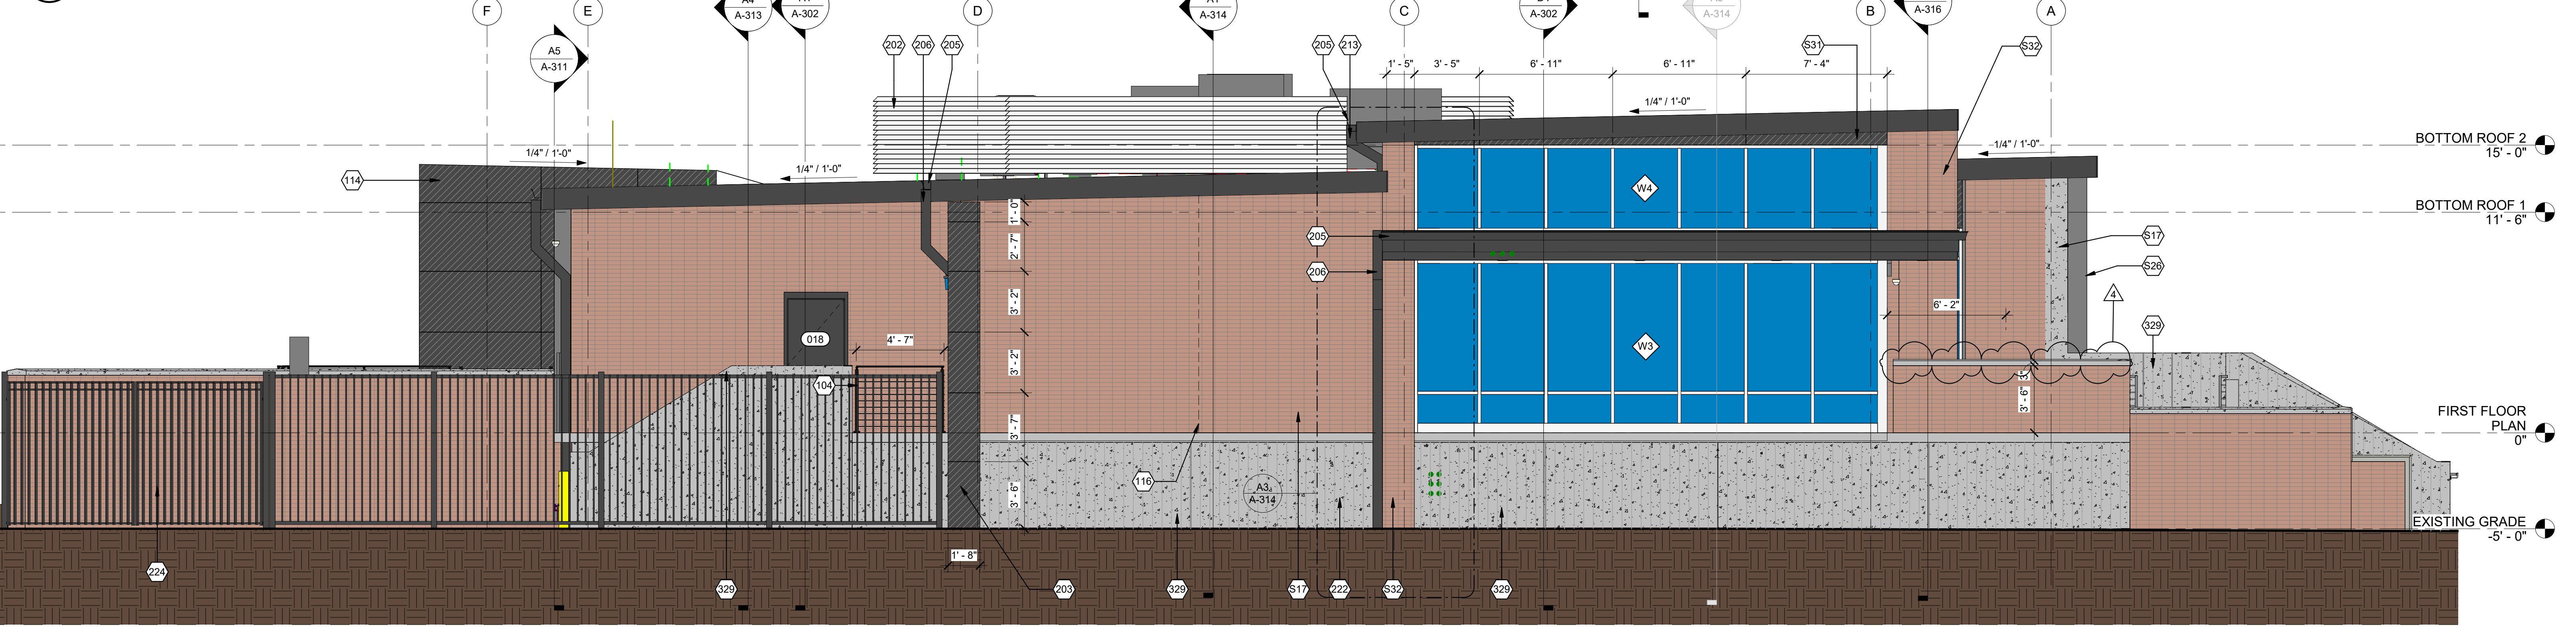 F
E
D
C
B
A
A-313
A-302
A-314
A-302
A-314
A-316
A5
A-311
202
206
205
205
213
S31
S32
1' - 5"
3' - 5"
6' - 11"
6' - 11"
7' - 4"
1/4" / 1'-0"
1/4" / 1'-0"
1/4" / 1'-0"
1/4" / 1'-0"
BOTTOM ROOF 2
15' - 0"
BOTTOM ROOF 1
11' - 6"
114
W4
205
206
S17
S26
1' - 0"
2' - 7"
3' - 2"
3' - 2"
3' - 7"
3' - 6"
6' - 2"
4
329
018
4' - 7"
W3
104
3"
3' - 6"
FIRST FLOOR
PLAN
0"
116
A3
A-314
EXISTING GRADE
-5' - 0"
1' - 8"
224
329
203
329
S17
222
S32
329